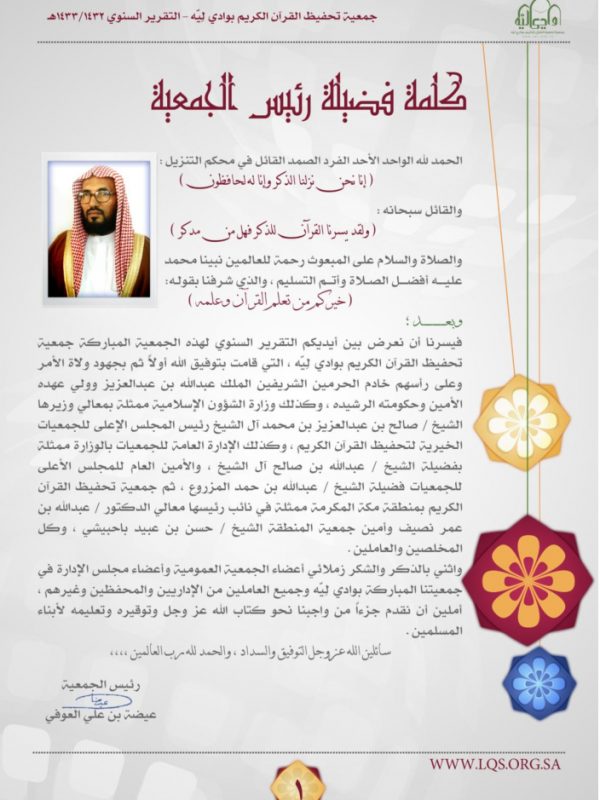 جمعية تحفيظ القرآن الكريم بوادي ليّه - التقرير السنوي ١٤٣٣/١٤٣٢هـ
كلمة فضيلة رئيس الجمعية
الحمد لله الواحد الأحد الفرد الصمد القائل في محكم التنزيل :
( إنا نحن نزلنا الذكر وإنا له لحافظون )
والقائل سبحانه :
( ولقد يسرنا القرآن للذكر فهل من مدكر )
والصلاة والسلام على المبعوث رحمة للعالمين نبينا محمد
عليه أفضل الصلاة وأتم التسليم ، والذي شرفنا بقوله:
(خيركم من تعلم القرآن وعلمه )
وبعد ؛
فيسرنا أن نعرض بين أيديكم التقرير السنوي لهذه الجمعية المباركة جمعية
تحفيظ القرآن الكريم بوادي ليّه ، التي قامت بتوفيق الله أولاً ثم بجهود ولاة الأمر
وعلى رأسهم خادم الحرمين الشريفين الملك عبدالله بن عبدالعزيز وولي عهده
الأمين وحكومته الرشيده ، وكذلك وزارة الشؤون الإسلامية ممثلة بمعالي وزيرها
الشيخ / صالح بن عبدالعزيز بن محمد آل الشيخ رئيس المجلس الإعلى للجمعيات
الخيرية لتحفيظ القرآن الكريم ، وكذلك الإدارة العامة للجمعيات بالوزارة ممثلة
بفضيلة الشيخ / عبدالله بن صالح آل الشيخ ، والأمين العام للمجلس الأعلى
للجمعيات فضيلة الشيخ / عبدالله بن حمد المزروع ، ثم جمعية تحفيظ القرآن
الكريم بمنطقة مكة المكرمة ممثلة في نائب رئيسها معالي الدكتور / عبدالله بن
عمر نصيف وأمين جمعية المنطقة الشيخ / حسن بن عبيد باحبيشي ، وكل
المخلصين والعاملين .
واثني بالذكر والشكر زملائي أعضاء الجمعية العمومية وأعضاء مجلس الإدارة في
جمعيتنا المباركة بوادي ليّه وجميع العاملين من الإداريين والمحفظين وغيرهم ،
أملين أن نقدم جزءاً من واجبنا نحو كتاب الله عز وجل وتوقيره وتعليمه لأبناء
المسلمين .
سائلين الله عز وجل التوفيق والسداد ، والحمد لله رب العالمين ,,,,
رئيس الجمعية
عيضة بن علي العوفي
WWW.LQS.ORG.SA
١